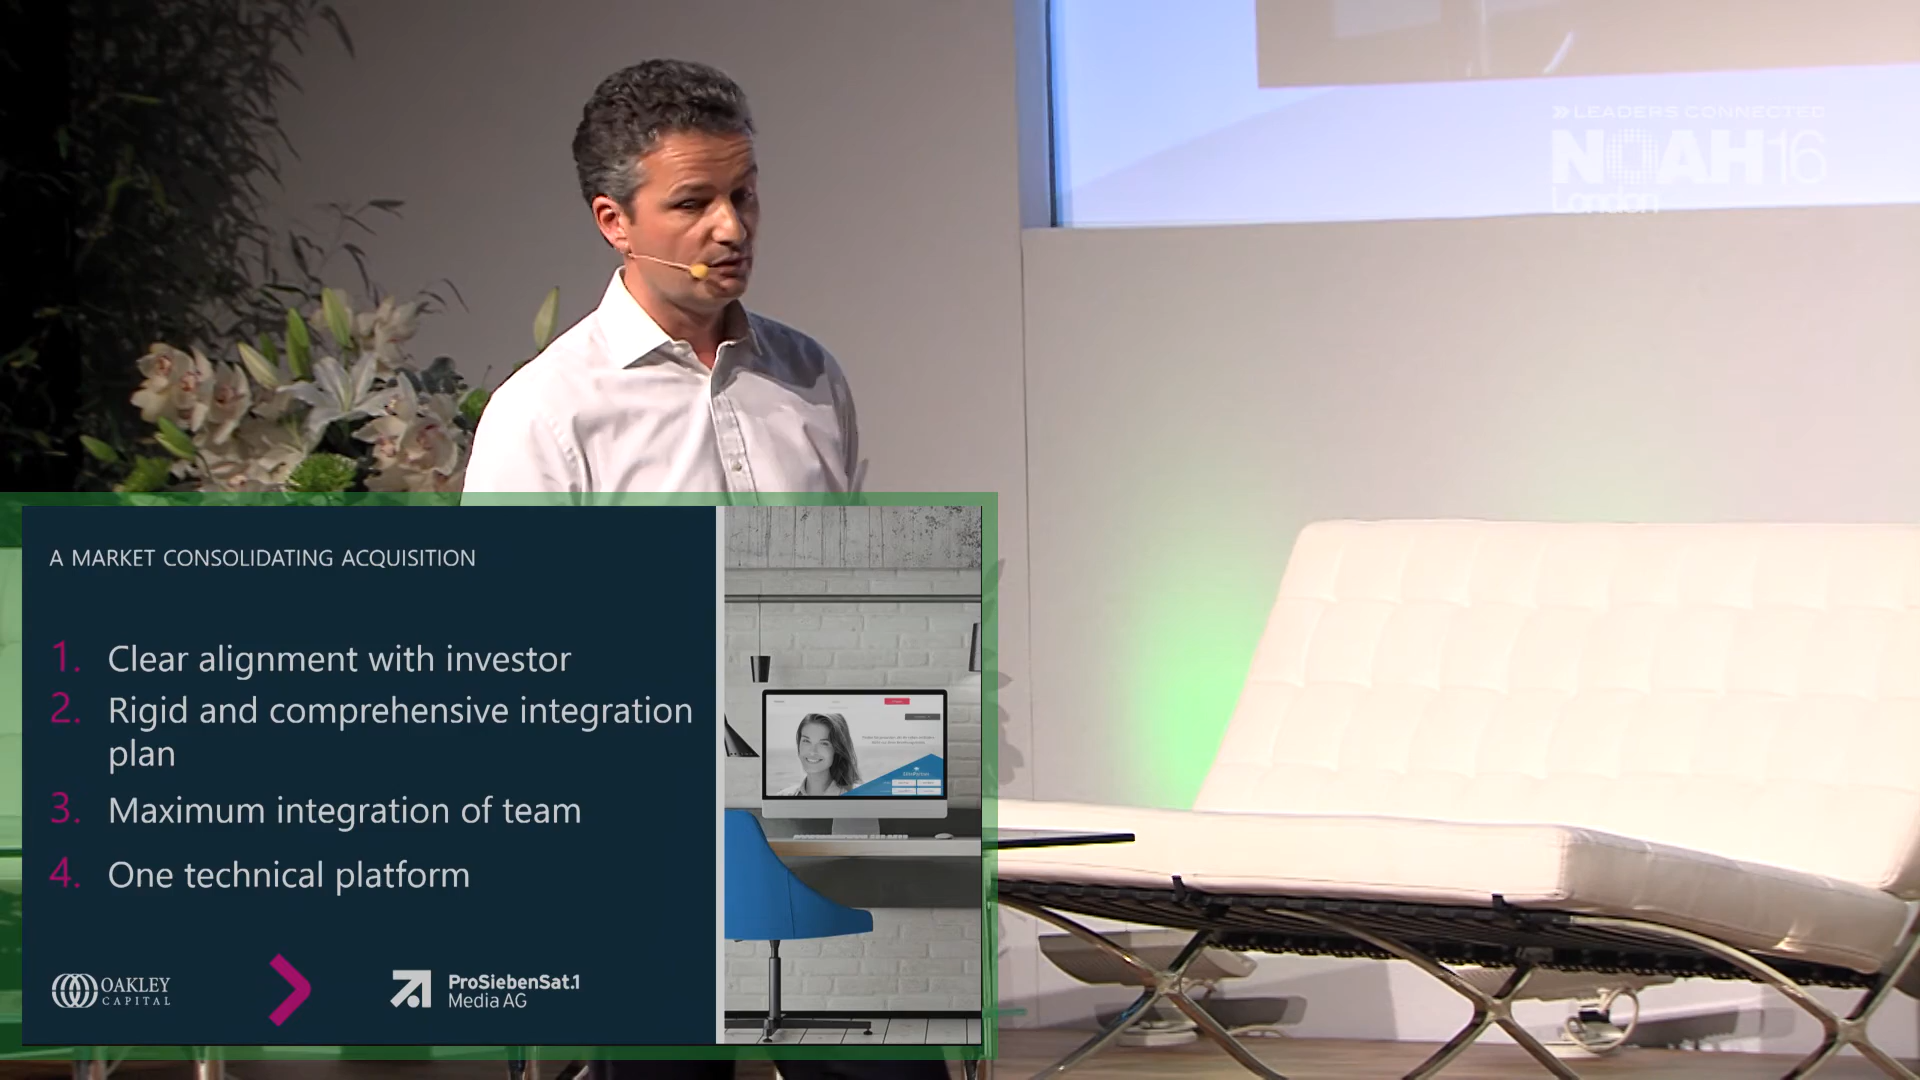 LEADERS CONNECTED
NOAH16
London
A MARKET CONSOLIDATING ACQUISITION
1. Clear alignment with investor
2. Rigid and comprehensive integration
plan
3. Maximum integration of team
4. One technical platform
OAKLEY
CAPITAL
ProSiebenSat.1
Media AG